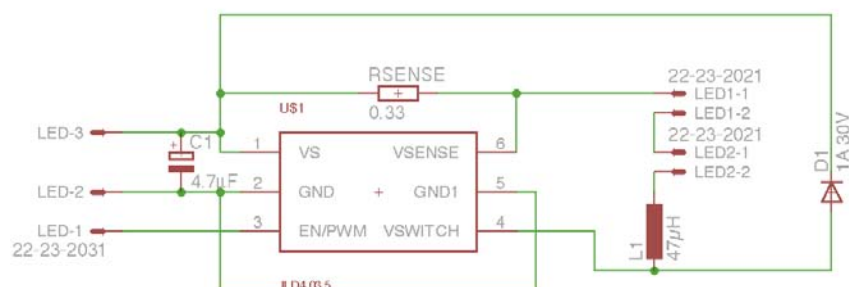 RSENSE
0.33
22-23-2021
LED1-1
LED1-2
22-23-2021
LED2-1
LED2-2
D1
1A 30V
U$1
LED-3
C1
4.7µF
LED-2
LED-1
22-23-2031
1 VS VSENSE 6
2 GND GND1 5
3 EN/PWM VSWITCH 4
L1
47µH